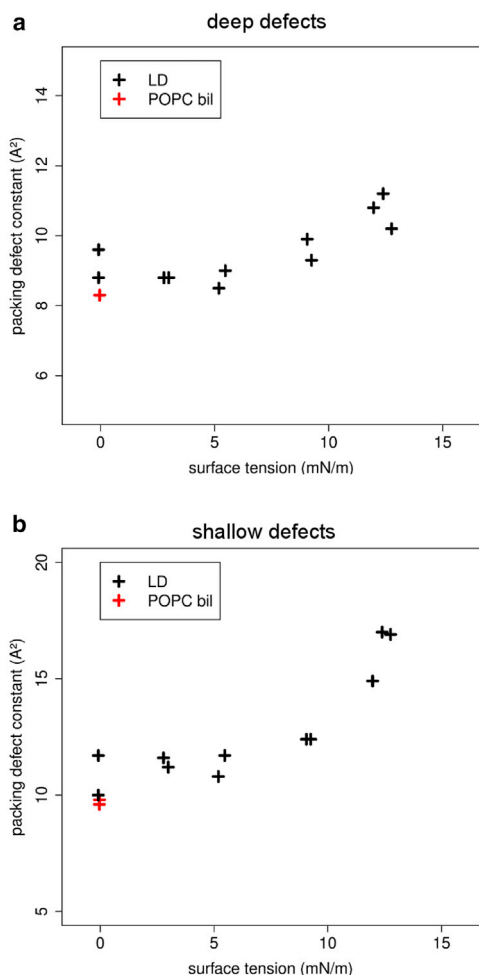 a
deep defects
LD
POPC bil
packing defect constant (A²)
14
12
10
8
6
0 5 10 15
surface tension (mN/m)
b
shallow defects
LD
POPC bil
packing defect constant (A²)
20
15
10
5
0 5 10 15
surface tension (mN/m)